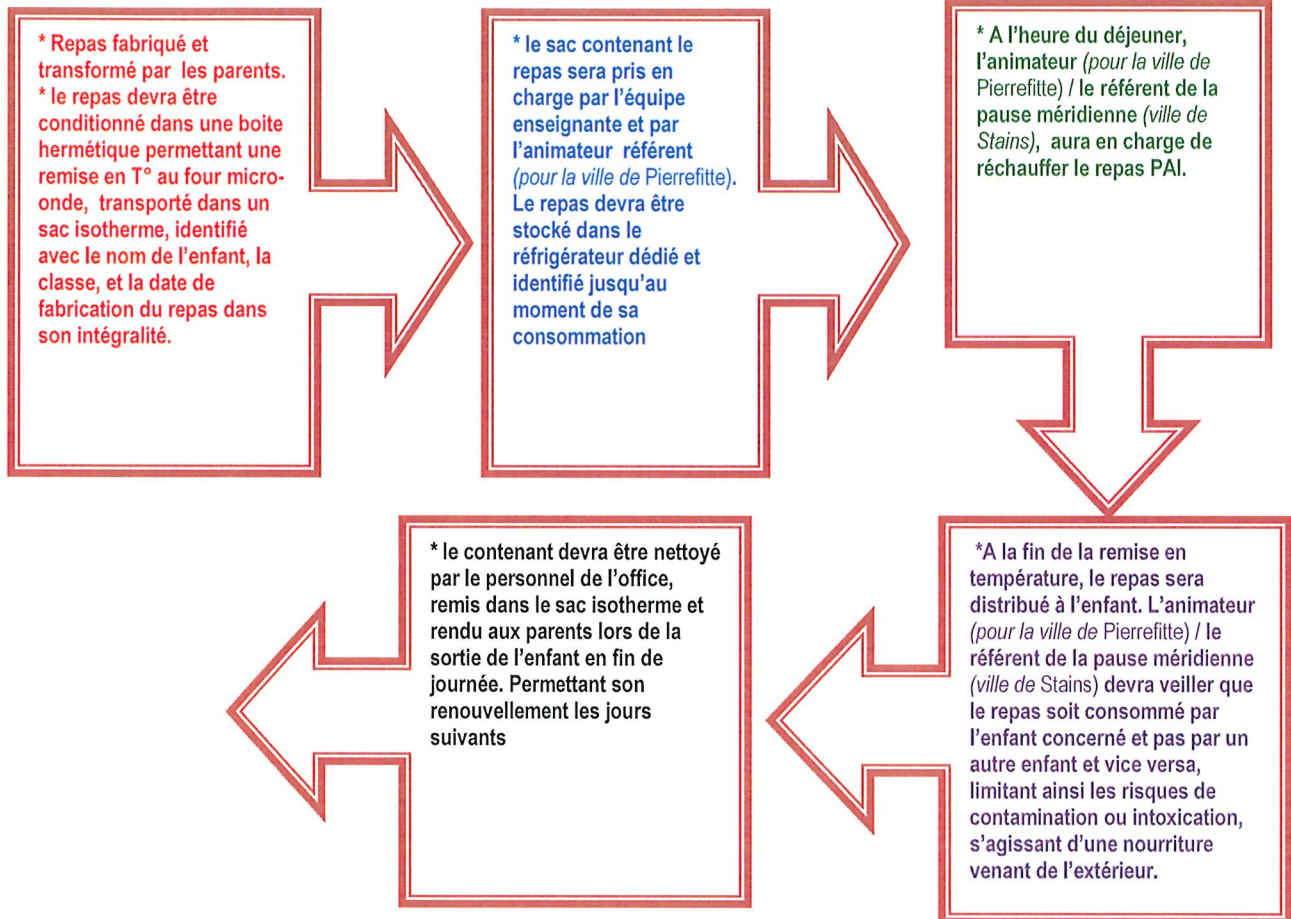 * Repas fabriqué et
transformé par les parents.
* le repas devra être
conditionné dans une boite
hermétique permettant une
remise en T° au four micro-
onde, transporté dans un
sac isotherme, identifié
avec le nom de l'enfant, la
classe, et la date de
fabrication du repas dans
son intégralité.
* le sac contenant le
repas sera pris en
charge par l'équipe
enseignante et par
l'animateur référent
(pour la ville de Pierrefitte).
Le repas devra être
stocké dans le
réfrigérateur dédié et
identifié jusqu'au
moment de sa
consommation
* A l'heure du déjeuner,
l'animateur (pour la ville de
Pierrefitte) / le référent de la
pause méridienne (ville de
Stains), aura en charge de
réchauffer le repas PAI.
*A la fin de la remise en
température, le repas sera
distribué à l'enfant. L'animateur
(pour la ville de Pierrefitte) / le
référent de la pause méridienne
(ville de Stains) devra veiller que
le repas soit consommé par
l'enfant concerné et pas par un
autre enfant et vice versa,
limitant ainsi les risques de
contamination ou intoxication,
s'agissant d'une nourriture
venant de l'extérieur.
* le contenant devra être nettoyé
par le personnel de l'office,
remis dans le sac isotherme et
rendu aux parents lors de la
sortie de l'enfant en fin de
journée. Permettant son
renouvellement les jours
suivants